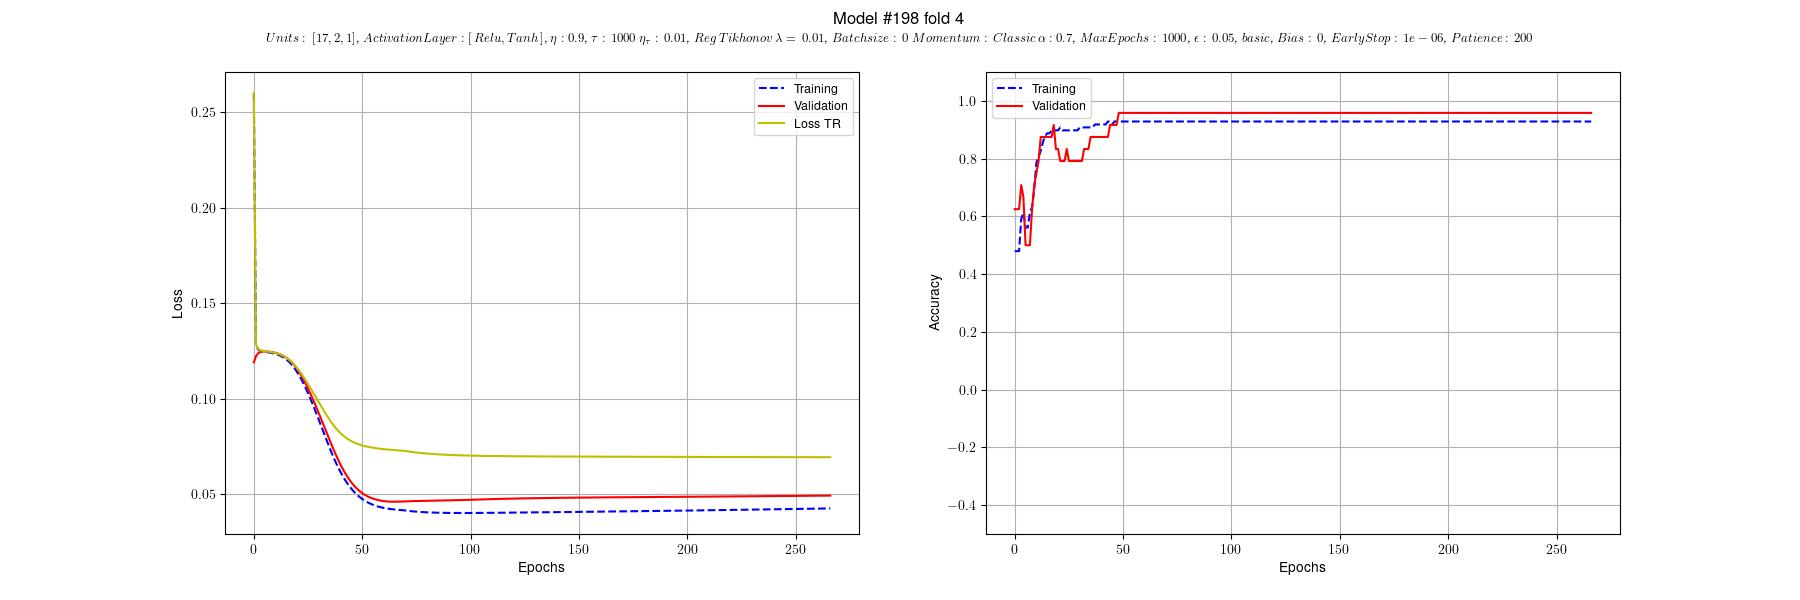 Model #198 fold 4
Units : [17, 2, 1], ActivationLayer : [Relu, Tanh], η : 0.9, τ : 1000 η_τ : 0.01, Reg Tikhonov λ = 0.01, Batchsize : 0 Momentum : Classic α : 0.7, MaxEpochs : 1000, ϵ : 0.05, basic, Bias : 0, EarlyStop : 1e − 06, Patience : 200
Loss
0.25
0.20
0.15
0.10
0.05
Training
Validation
Loss TR
0 50 100 150 200 250
Epochs
Accuracy
1.0
0.8
0.6
0.4
0.2
0.0
−0.2
−0.4
Training
Validation
0 50 100 150 200 250
Epochs